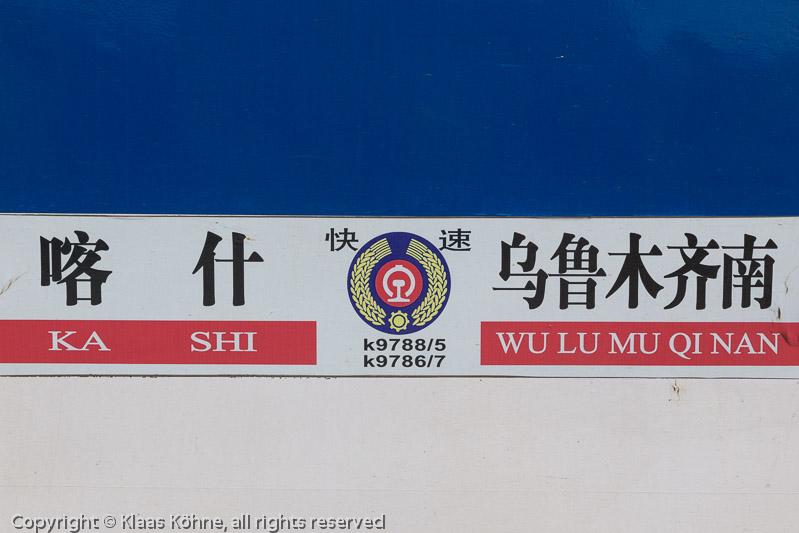 喀什 快速 乌鲁木齐南
KA SHI k9788/5 WU LU MU QI NAN
k9786/7
Copyright © Klaas Köhne, all rights reserved